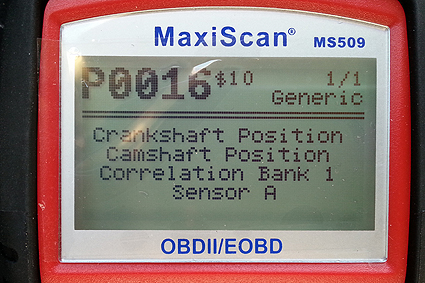 MaxiScan® MS509
P0016 $10 1/1
Generic
Crankshaft Position
Camshaft Position
Correlation Bank 1
Sensor A
OBDII/EOBD